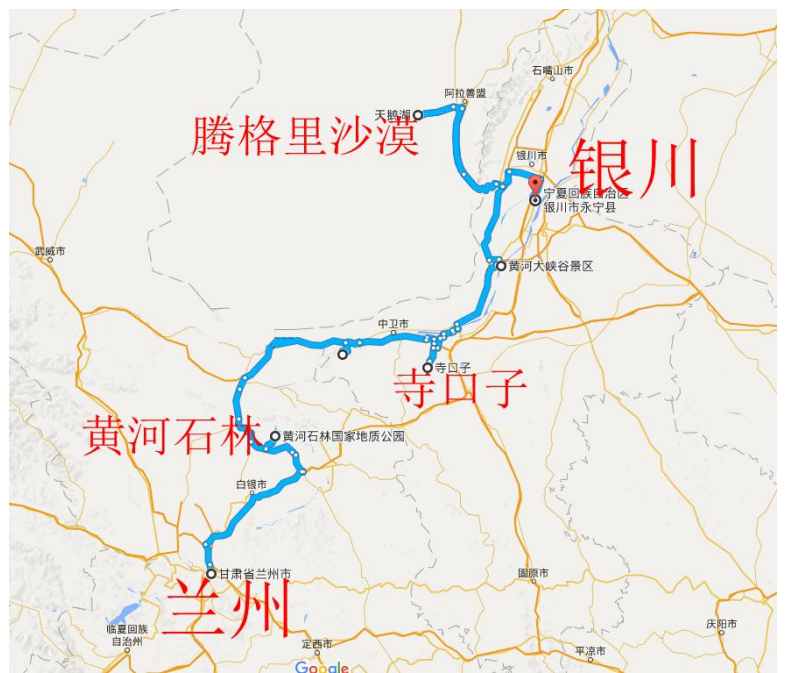 石嘴山市
阿拉善盟
天鹅湖
腾格里沙漠
银川市
银川
宁夏回族自治区
银川市永宁县
武威市
黄河大峡谷景区
中卫市
寺口子
寺口子
黄河石林
黄河石林国家地质公园
白银市
甘肃省兰州市
兰州
固原市
临夏回族
自治州
定西市
庆阳市
平凉市
Google